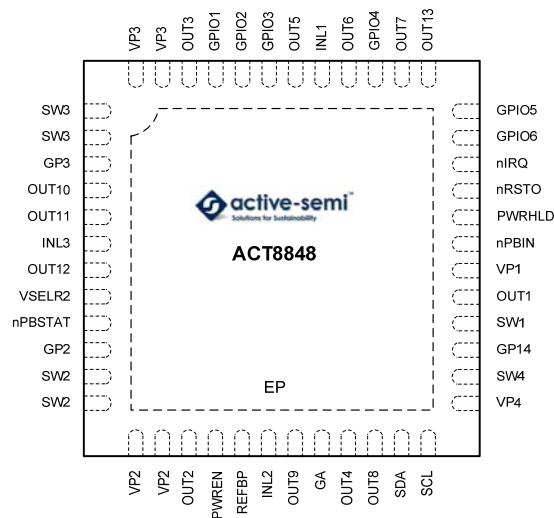 VP3
VP3
OUT3
GPIO1
GPIO2
GPIO3
OUT5
INL1
OUT6
GPIO4
OUT7
OUT13
SW3
SW3
GP3
OUT10
OUT11
INL3
OUT12
VSELR2
nPBSTAT
GP2
SW2
SW2
active-semi™
Solutions for Sustainability
ACT8848
EP
GPIO5
GPIO6
nIRQ
nRSTO
PWRHLD
nPBIN
VP1
OUT1
SW1
GP14
SW4
VP4
VP2
VP2
OUT2
PWREN
REFBP
INL2
OUT9
GA
OUT4
OUT8
SDA
SCL